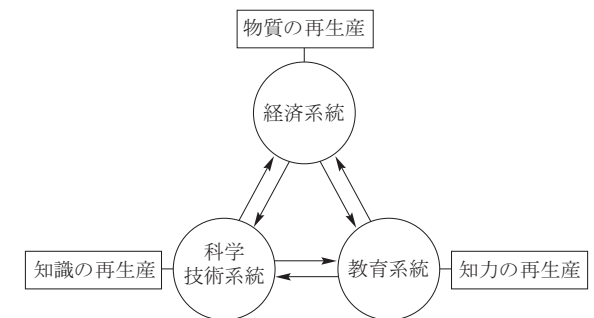 物質の再生産
経済系統
科学
技術系統
教育系統
知識の再生産
知力の再生産